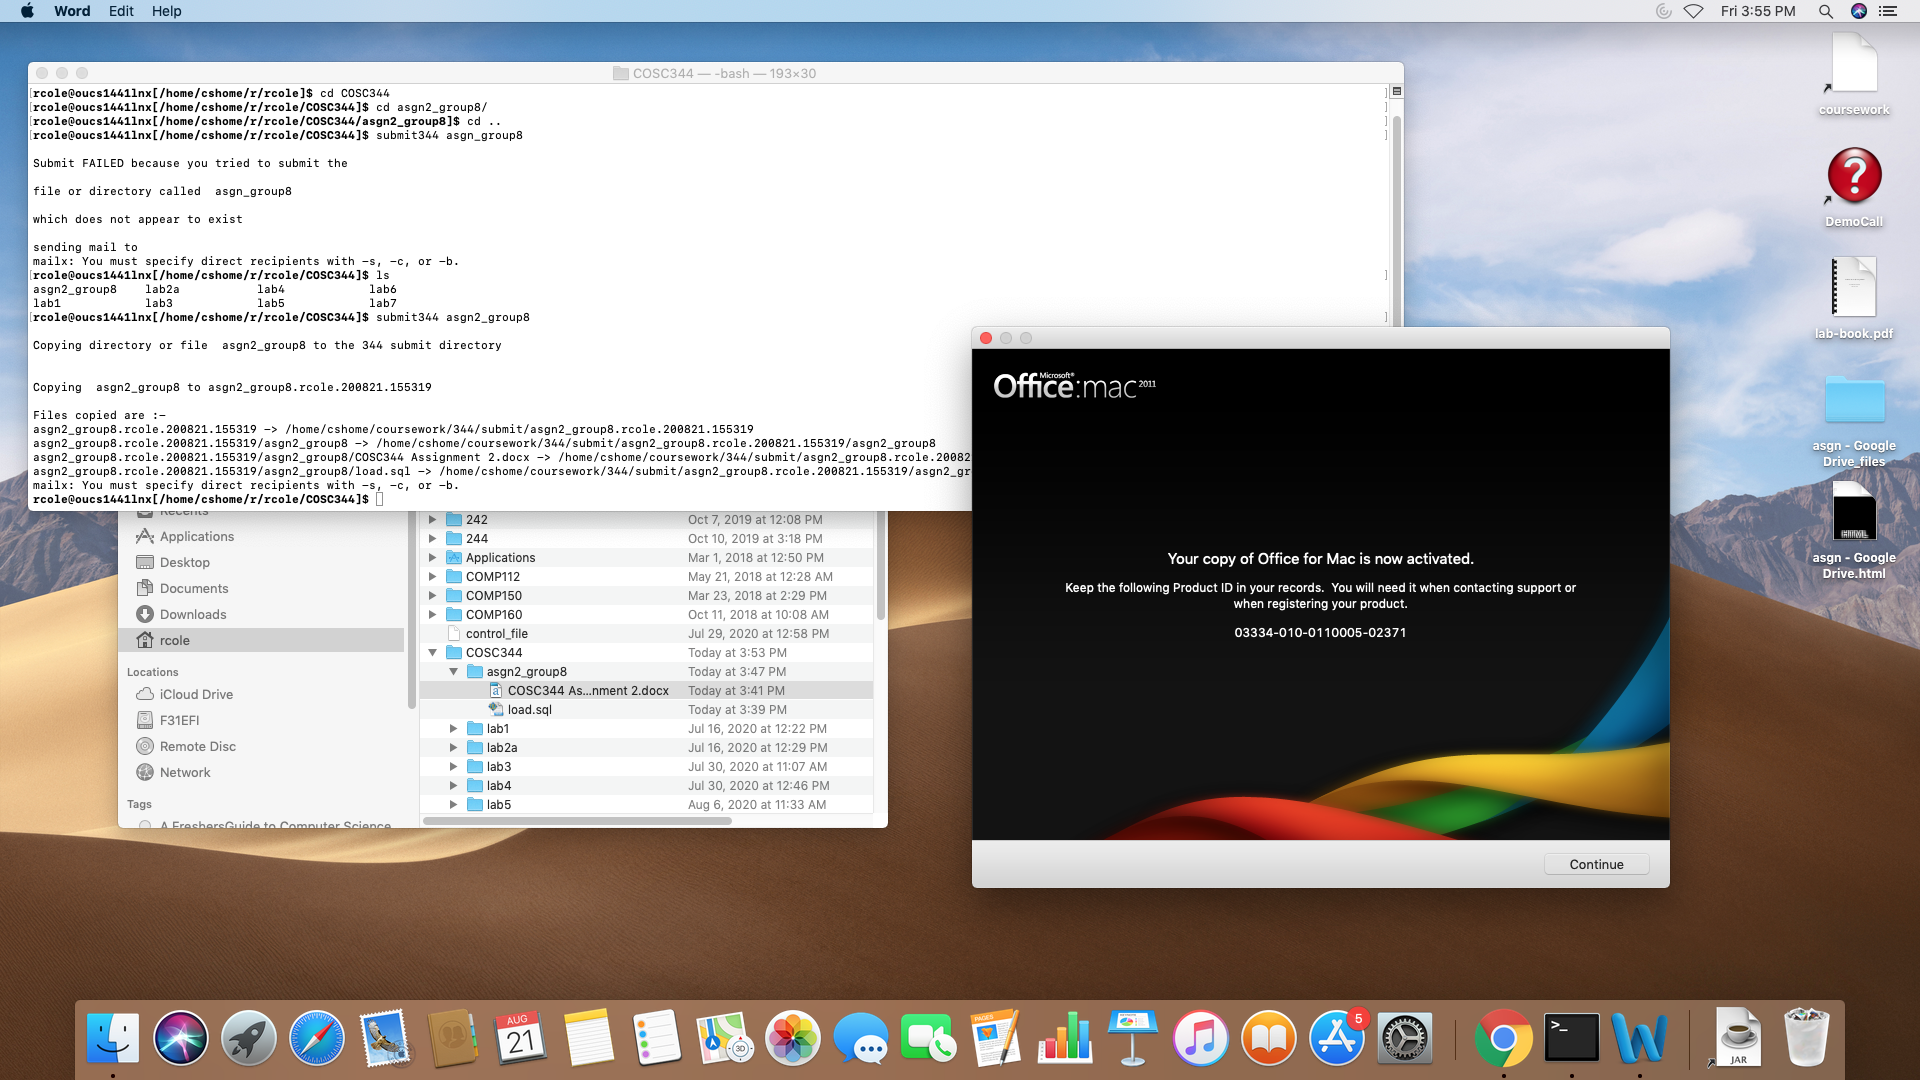 Word Edit Help
Fri 3:55 PM
COSC344 — -bash — 193×30
[rcole@oucs1441lnx[/home/cshome/r/rcole]$ cd COSC344 ]
[rcole@oucs1441lnx[/home/cshome/r/rcole/COSC344]$ cd asgn2_group8/ ]
[rcole@oucs1441lnx[/home/cshome/r/rcole/COSC344/asgn2_group8]$ cd .. ]
[rcole@oucs1441lnx[/home/cshome/r/rcole/COSC344]$ submit344 asgn_group8 ]
Submit FAILED because you tried to submit the
file or directory called  asgn_group8
which does not appear to exist
sending mail to
mailx: You must specify direct recipients with -s, -c, or -b.
[rcole@oucs1441lnx[/home/cshome/r/rcole/COSC344]$ ls ]
asgn2_group8    lab2a           lab4            lab6
lab1            lab3            lab5            lab7
[rcole@oucs1441lnx[/home/cshome/r/rcole/COSC344]$ submit344 asgn2_group8 ]
Copying directory or file  asgn2_group8 to the 344 submit directory
Copying  asgn2_group8 to asgn2_group8.rcole.200821.155319
Files copied are :-
asgn2_group8.rcole.200821.155319 -> /home/cshome/coursework/344/submit/asgn2_group8.rcole.200821.155319
asgn2_group8.rcole.200821.155319/asgn2_group8 -> /home/cshome/coursework/344/submit/asgn2_group8.rcole.200821.155319/asgn2_group8
asgn2_group8.rcole.200821.155319/asgn2_group8/COSC344 Assignment 2.docx -> /home/cshome/coursework/344/submit/asgn2_group8.rcole.20082
asgn2_group8.rcole.200821.155319/asgn2_group8/load.sql -> /home/cshome/coursework/344/submit/asgn2_group8.rcole.200821.155319/asgn2_gr
mailx: You must specify direct recipients with -s, -c, or -b.
rcole@oucs1441lnx[/home/cshome/r/rcole/COSC344]$
Recents
Applications
Desktop
Documents
Downloads
rcole
Locations
iCloud Drive
F31EFI
Remote Disc
Network
Tags
A FreshersGuide to Computer Science
242 Oct 7, 2019 at 12:08 PM
244 Oct 10, 2019 at 3:18 PM
Applications Mar 1, 2018 at 12:50 PM
COMP112 May 21, 2018 at 12:28 AM
COMP150 Mar 23, 2018 at 2:29 PM
COMP160 Oct 11, 2018 at 10:08 AM
control_file Jul 29, 2020 at 12:58 PM
COSC344 Today at 3:53 PM
asgn2_group8 Today at 3:47 PM
COSC344 As...nment 2.docx Today at 3:41 PM
load.sql Today at 3:39 PM
lab1 Jul 16, 2020 at 12:22 PM
lab2a Jul 16, 2020 at 12:29 PM
lab3 Jul 30, 2020 at 11:07 AM
lab4 Jul 30, 2020 at 12:46 PM
lab5 Aug 6, 2020 at 11:33 AM
Microsoft®
Office:mac 2011
Your copy of Office for Mac is now activated.
Keep the following Product ID in your records.  You will need it when contacting support or
when registering your product.
03334-010-0110005-02371
Continue
coursework
DemoCall
lab-book.pdf
asgn - Google
Drive_files
HTML
asgn - Google
Drive.html
AUG
21
PAGES
5
>_
JAR